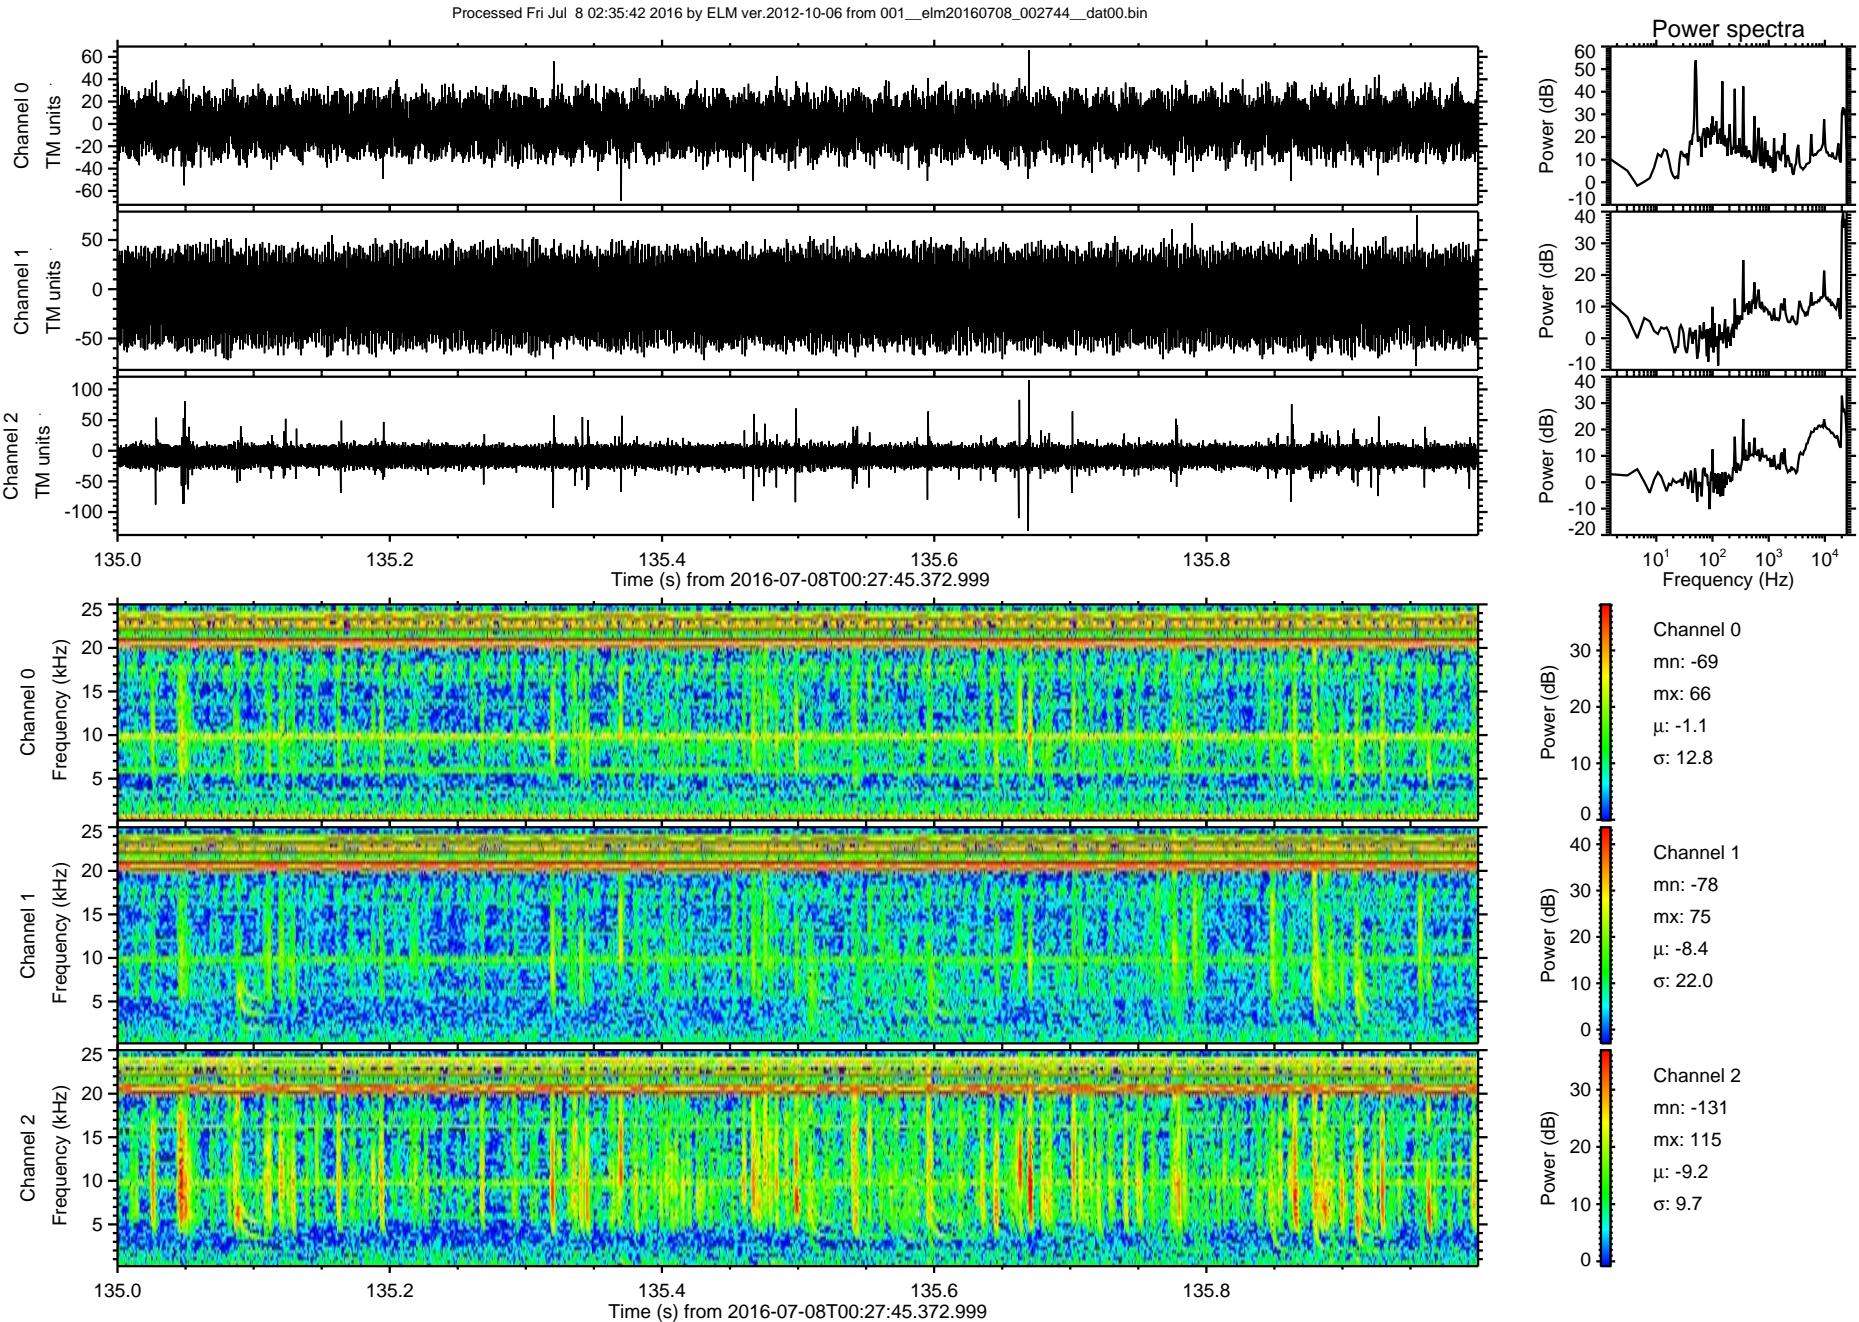 Processed Fri Jul  8 02:35:42 2016 by ELM ver.2012-10-06 from 001__elm20160708_002744__dat00.bin
Power spectra
Channel 0
TM units
60
40
20
0
-20
-40
-60
Power (dB)
60
50
40
30
20
10
0
-10
Channel 1
TM units
50
0
-50
Power (dB)
40
30
20
10
0
-10
Channel 2
TM units
100
50
0
-50
-100
Power (dB)
40
30
20
10
0
-10
-20
135.0 135.2 135.4 135.6 135.8
Time (s) from 2016-07-08T00:27:45.372.999
10¹ 10² 10³ 10⁴
Frequency (Hz)
Channel 0
Frequency (kHz)
25
20
15
10
5
Power (dB)
30
20
10
0
Channel 0
mn: -69
mx: 66
μ: -1.1
σ: 12.8
Channel 1
Frequency (kHz)
25
20
15
10
5
Power (dB)
40
30
20
10
0
Channel 1
mn: -78
mx: 75
μ: -8.4
σ: 22.0
Channel 2
Frequency (kHz)
25
20
15
10
5
Power (dB)
30
20
10
0
Channel 2
mn: -131
mx: 115
μ: -9.2
σ: 9.7
135.0 135.2 135.4 135.6 135.8
Time (s) from 2016-07-08T00:27:45.372.999